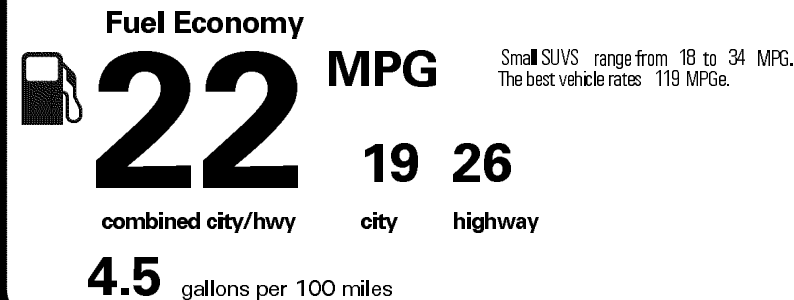 Fuel Economy
22 MPG
Small SUVS range from 18 to 34 MPG.
The best vehicle rates 119 MPGe.
19 26
combined city/hwy city highway
4.5 gallons per 100 miles